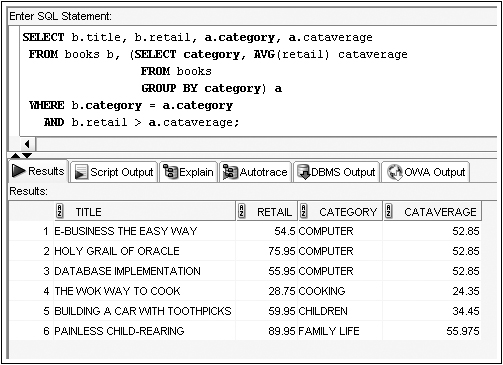 Enter SQL Statement:
SELECT b.title, b.retail, a.category, a.cataverage
FROM books b, (SELECT category, AVG(retail) cataverage
FROM books
GROUP BY category) a
WHERE b.category = a.category
AND b.retail > a.cataverage;
Results Script Output Explain Autotrace DBMS Output OWA Output
Results:
TITLE RETAIL CATEGORY CATAVERAGE
1 E-BUSINESS THE EASY WAY 54.5 COMPUTER 52.85
2 HOLY GRAIL OF ORACLE 75.95 COMPUTER 52.85
3 DATABASE IMPLEMENTATION 55.95 COMPUTER 52.85
4 THE WOK WAY TO COOK 28.75 COOKING 24.35
5 BUILDING A CAR WITH TOOTHPICKS 59.95 CHILDREN 34.45
6 PAINLESS CHILD-REARING 89.95 FAMILY LIFE 55.975